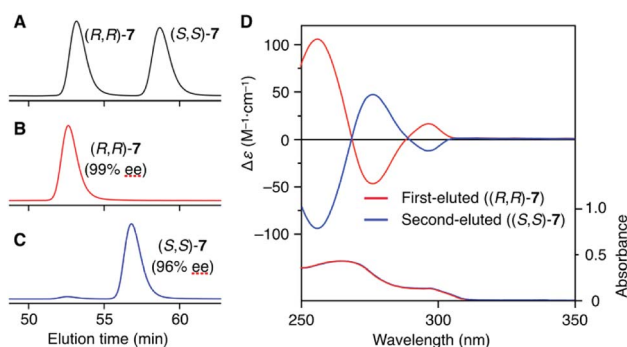 A
(R,R)-7
(S,S)-7
B
(R,R)-7
(99% ee)
C
(S,S)-7
(96% ee)
50
55
60
Elution time (min)
D
100
50
0
−50
−100
Δε (M⁻¹·cm⁻¹)
First-eluted ((R,R)-7)
Second-eluted ((S,S)-7)
1.0
0.5
0
Absorbance
250
300
350
Wavelength (nm)